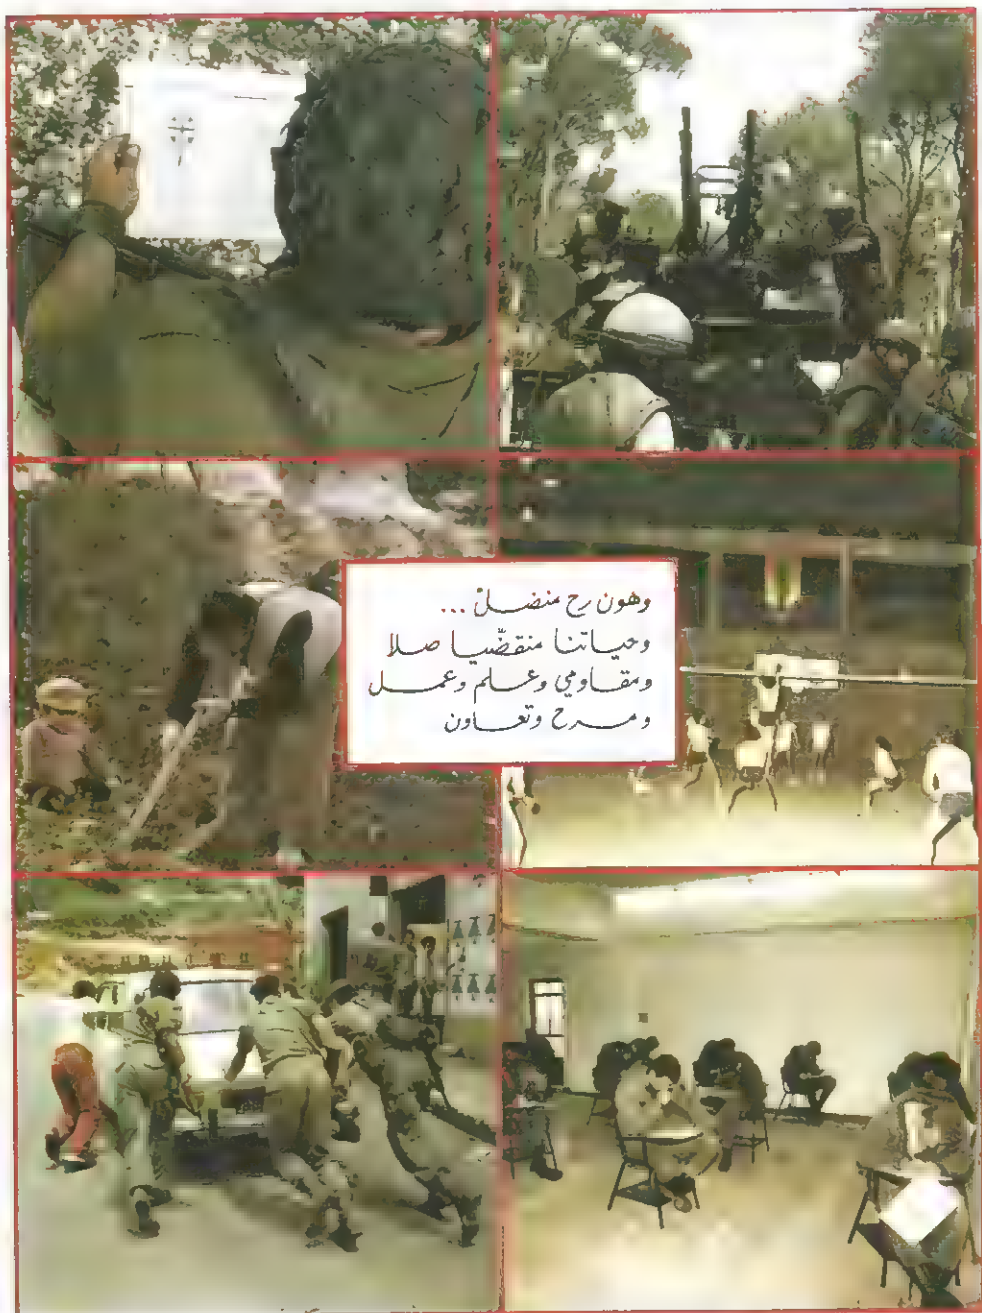 وهون رح منضلّ ...
وحياتنا منقضّيا صلا
ومقاومي وعلم وعمل
ومرح وتعاون